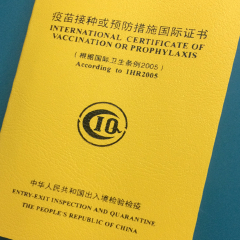 疫苗接种或预防措施国际证书
INTERNATIONAL CERTIFICATE OF
VACCINATION OR PROPHYLAXIS
（根据国际卫生条例2005）
According to IHR2005
CIQ
中华人民共和国出入境检验检疫
ENTRY-EXIT INSPECTION AND QUARANTINE
THE PEOPLE'S REPUBLIC OF CHINA